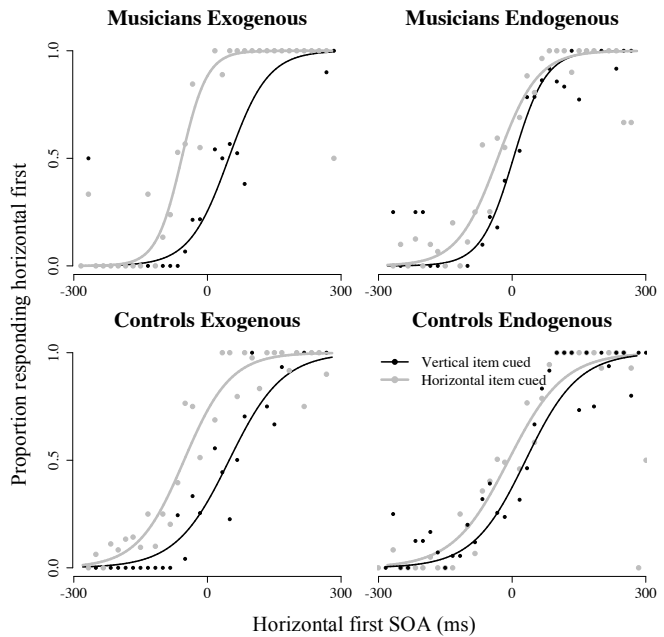 Musicians Exogenous
Musicians Endogenous
1.0
0.5
0.0
-300 0 300
-300 0 300
Controls Exogenous
Controls Endogenous
1.0
0.5
0.0
Vertical item cued
Horizontal item cued
-300 0 300
-300 0 300
Proportion responding horizontal first
Horizontal first SOA (ms)